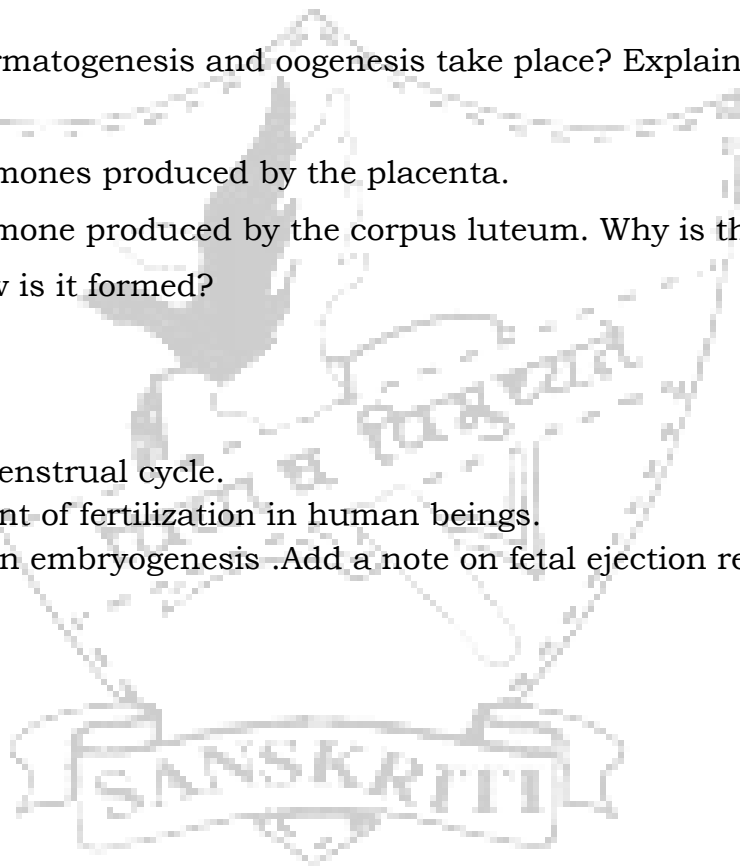 rmatogenesis and oogenesis take place? Explain
mones produced by the placenta.
mone produced by the corpus luteum. Why is th
v is it formed?
enstrual cycle.
nt of fertilization in human beings.
n embryogenesis .Add a note on fetal ejection re
SANSKRITI